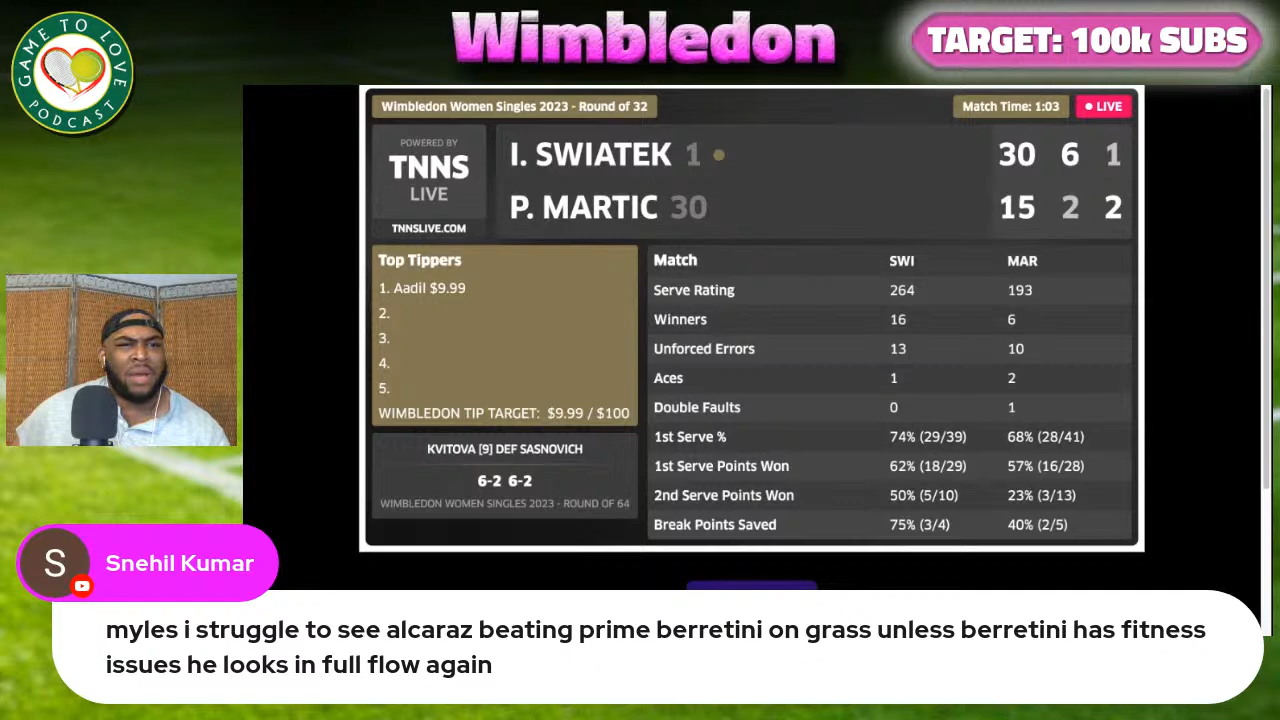 GAME TO LOVE
PODCAST
Wimbledon
TARGET: 100k SUBS
Wimbledon Women Singles 2023 - Round of 32
Match Time: 1:03
LIVE
POWERED BY
TNNS
LIVE
TNNSLIVE.COM
I. SWIATEK 1 30 6 1
P. MARTIC 30 15 2 2
Top Tippers
1. Aadil $9.99
2.
3.
4.
5.
WIMBLEDON TIP TARGET: $9.99 / $100
KVITOVA [9] DEF SASNOVICH
6-2 6-2
WIMBLEDON WOMEN SINGLES 2023 - ROUND OF 64
Match SWI MAR
Serve Rating 264 193
Winners 16 6
Unforced Errors 13 10
Aces 1 2
Double Faults 0 1
1st Serve % 74% (29/39) 68% (28/41)
1st Serve Points Won 62% (18/29) 57% (16/28)
2nd Serve Points Won 50% (5/10) 23% (3/13)
Break Points Saved 75% (3/4) 40% (2/5)
S
Snehil Kumar
myles i struggle to see alcaraz beating prime berretini on grass unless berretini has fitness
issues he looks in full flow again